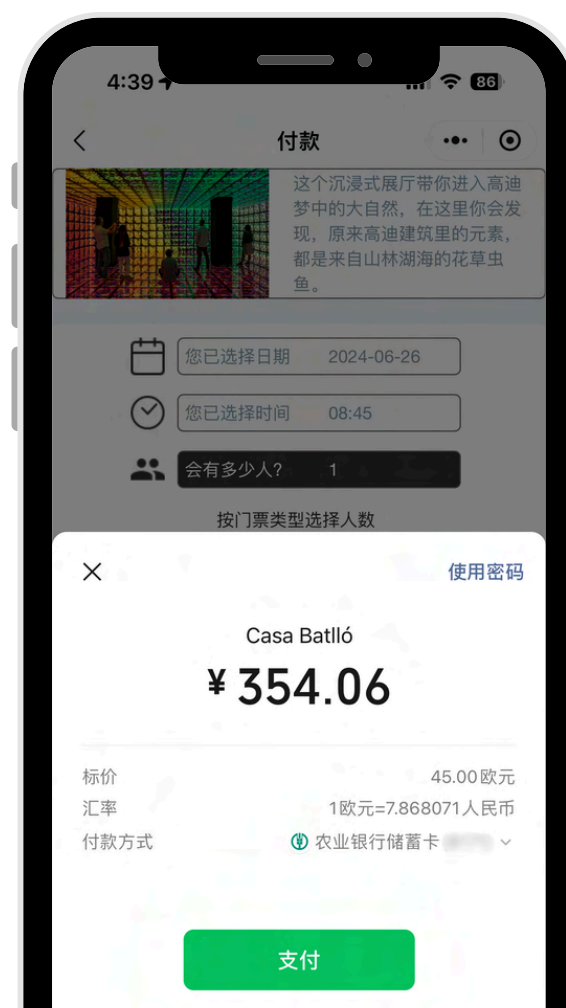 4:39
86
付款
这个沉浸式展厅带你进入高迪
梦中的大自然，在这里你会发
现，原来高迪建筑里的元素，
都是来自山林湖海的花草虫
鱼。
您已选择日期 2024-06-26
您已选择时间 08:45
会有多少人? 1
按门票类型选择人数
使用密码
Casa Batlló
¥ 354.06
标价 45.00欧元
汇率 1欧元=7.868071人民币
付款方式 农业银行储蓄卡
支付